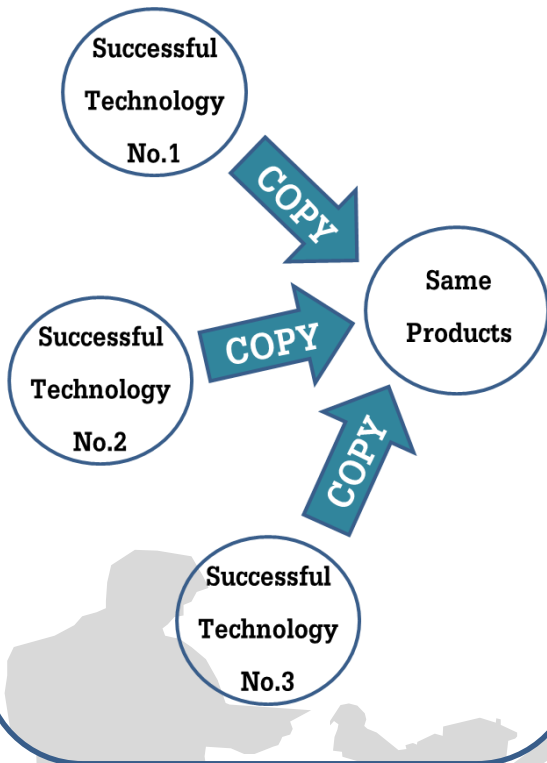 Successful
Technology
No.1
COPY
Same
Products
Successful
Technology
No.2
COPY
COPY
Successful
Technology
No.3